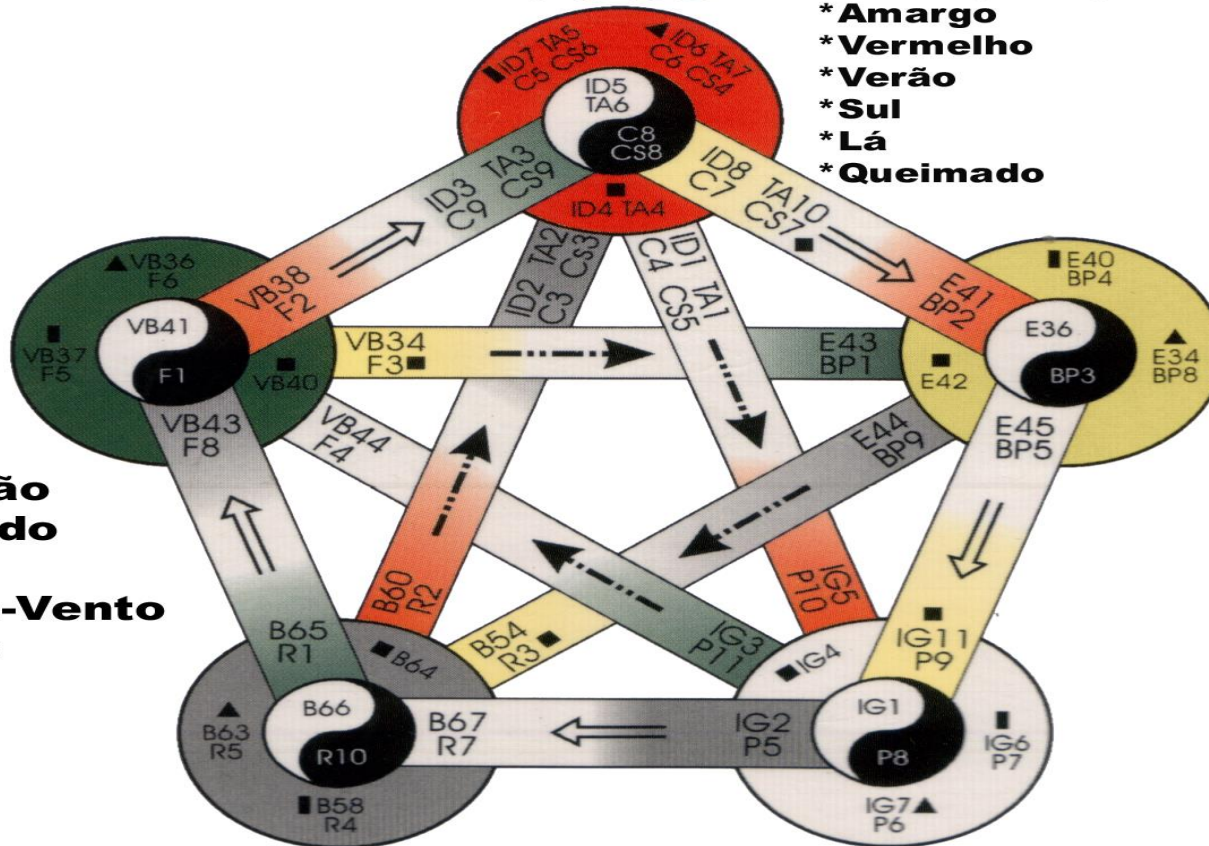 *Amargo
*Vermelho
*Verão
*Sul
*Lá
*Queimado
ID7 TA5
C5 CS6
ID6 TA7
C6 CS4
ID5
TA6
C8
CS8
ID4 TA4
ID3 TA3
C9 CS9
VB38
F2
ID8 TA10
C7 CS7
E41
BP2
VB36
F6
VB41
F1
VB37
F5
VB40
VB34
F3
E43
BP1
E40
BP4
E36
BP3
E34
BP8
E42
ID2 TA2
C3 Cs3
B60
R2
ID1 TA1
C4 CS5
IG5
P10
VB43
F8
B65
R1
VB44
F4
IG3
P11
E44
BP9
B54
R3
E45
BP5
IG11
P9
ão
do
-Vento
B64
B63
R5
B66
R10
B58
R4
B67
R7
IG2
P5
IG4
IG1
P8
IG6
P7
IG7
P6